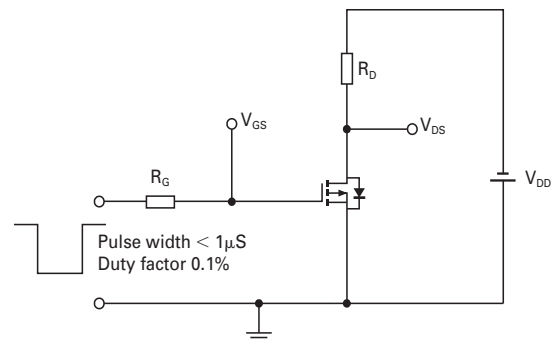 R_D
V_GS
V_DS
R_G
V_DD
Pulse width < 1μS
Duty factor 0.1%